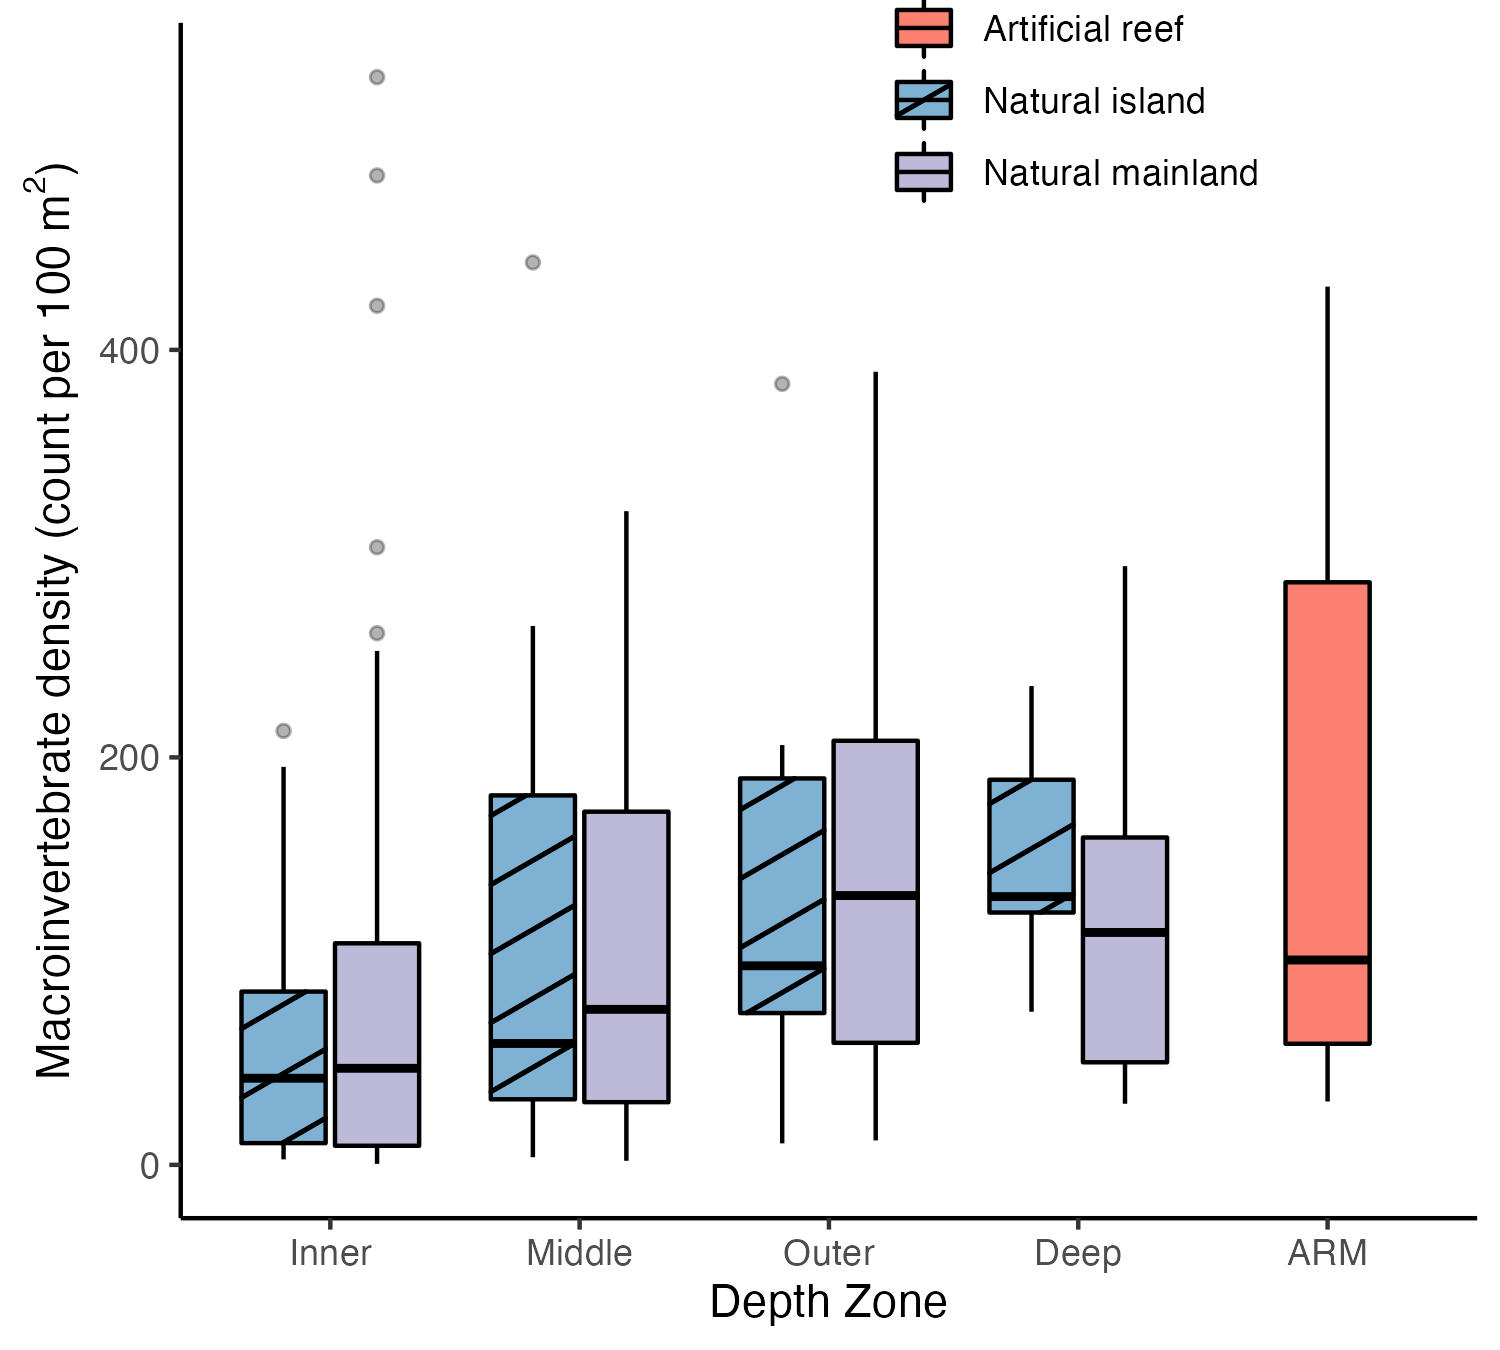 Artificial reef
Natural island
Natural mainland
Macroinvertebrate density (count per 100 m²)
400
200
0
Inner
Middle
Outer
Deep
ARM
Depth Zone